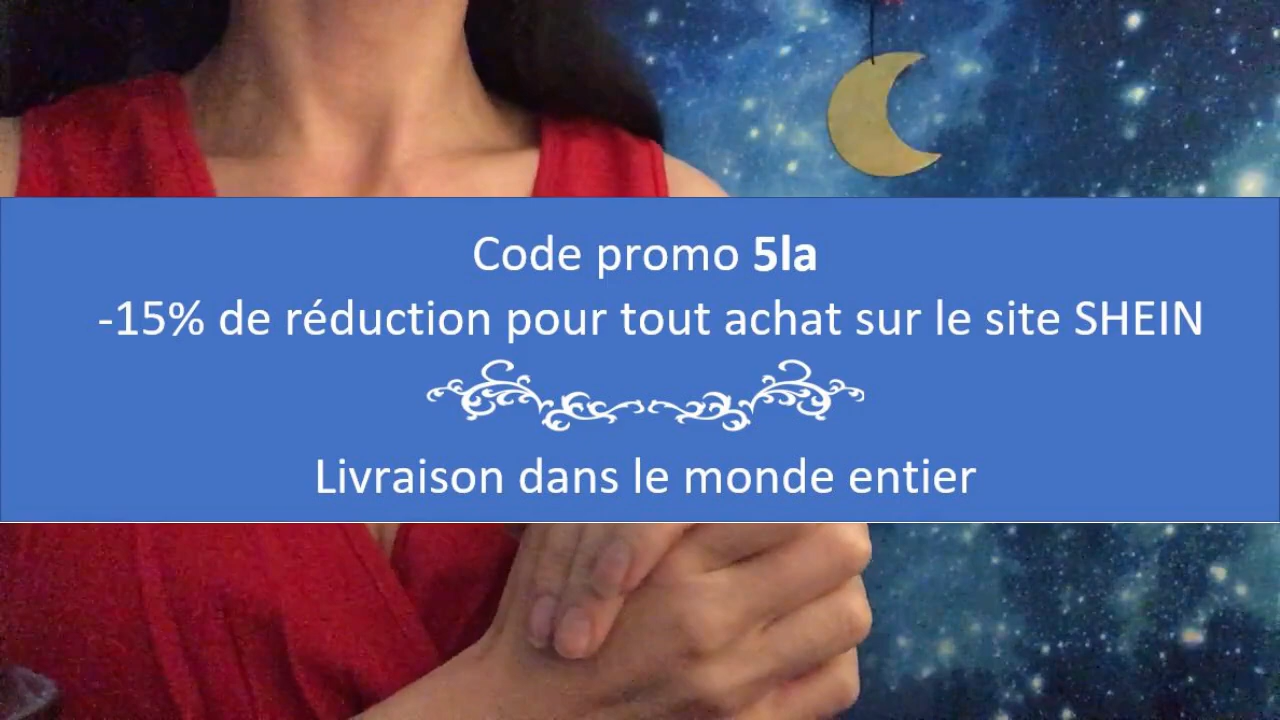 Code promo 5la
-15% de réduction pour tout achat sur le site SHEIN
Livraison dans le monde entier